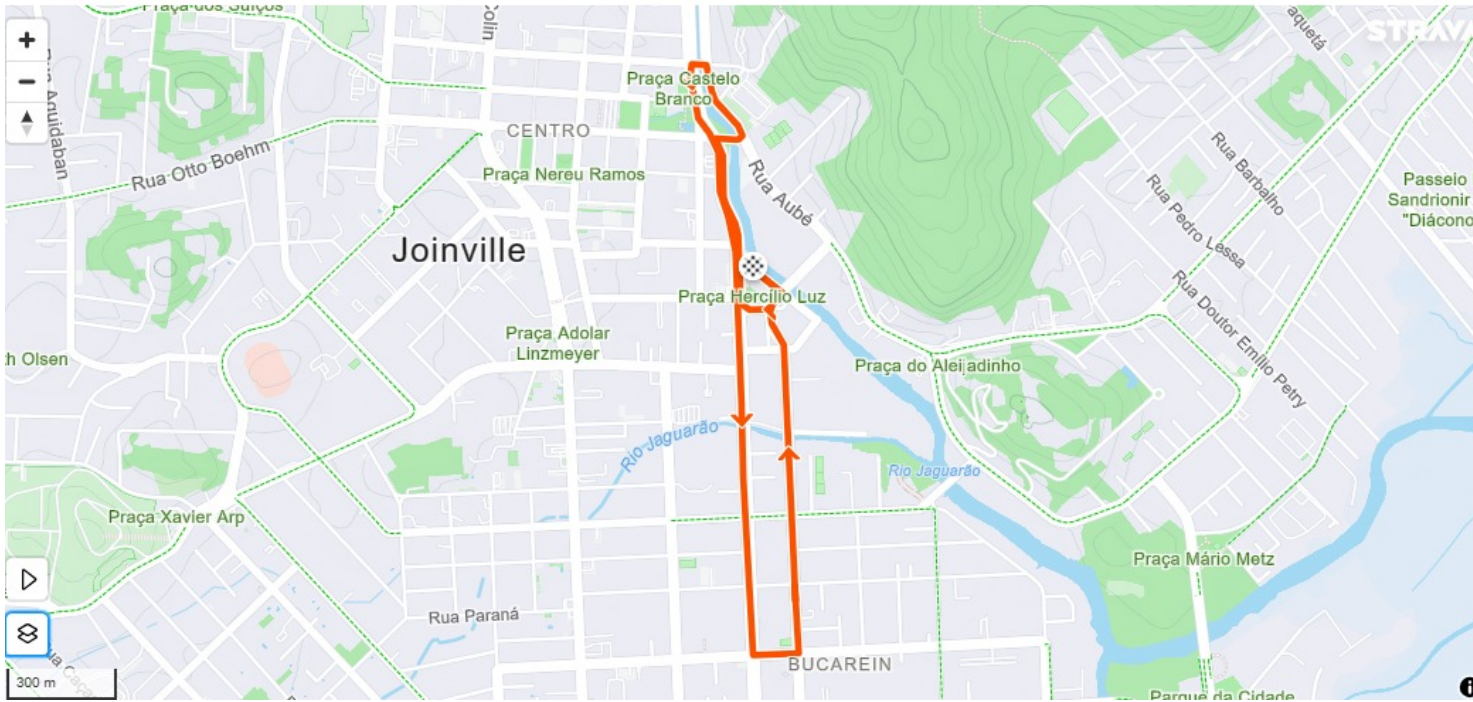 Praça dos Suíços
Colin
aquetá
STRAVA
Rua Aquidaban
Praça Castelo
Branco
CENTRO
Rua Otto Boehm
Praça Nereu Ramos
Rua Aubé
Rua Barbalho
Rua Pedro Lessa
Passeio
Sandrionir
"Diácono
Joinville
Praça Hercílio Luz
Rua Doutor Emílio Petry
Praça Adolar
Linzmeyer
th Olsen
Praça do Aleijadinho
Rio Jaguarão
Rio Jaguarão
Praça Xavier Arp
Praça Mário Metz
Rua Paraná
BUCAREIN
300 m
Parque da Cidade